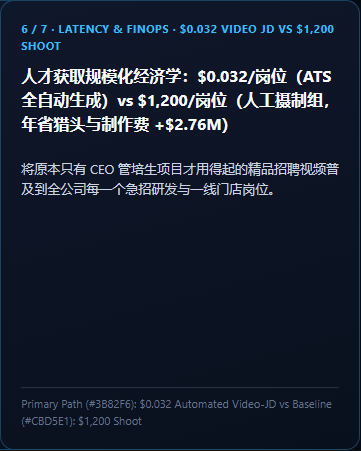 6 / 7 · LATENCY & FINOPS · $0.032 VIDEO JD VS $1,200
SHOOT
人才获取规模化经济学：$0.032/岗位（ATS
全自动生成）vs $1,200/岗位（人工摄制组，
年省猎头与制作费 +$2.76M）
将原本只有 CEO 管培生项目才用得起的精品招聘视频普
及到全公司每一个急招研发与一线门店岗位。
Primary Path (#3B82F6): $0.032 Automated Video-JD vs Baseline
(#CBD5E1): $1,200 Shoot